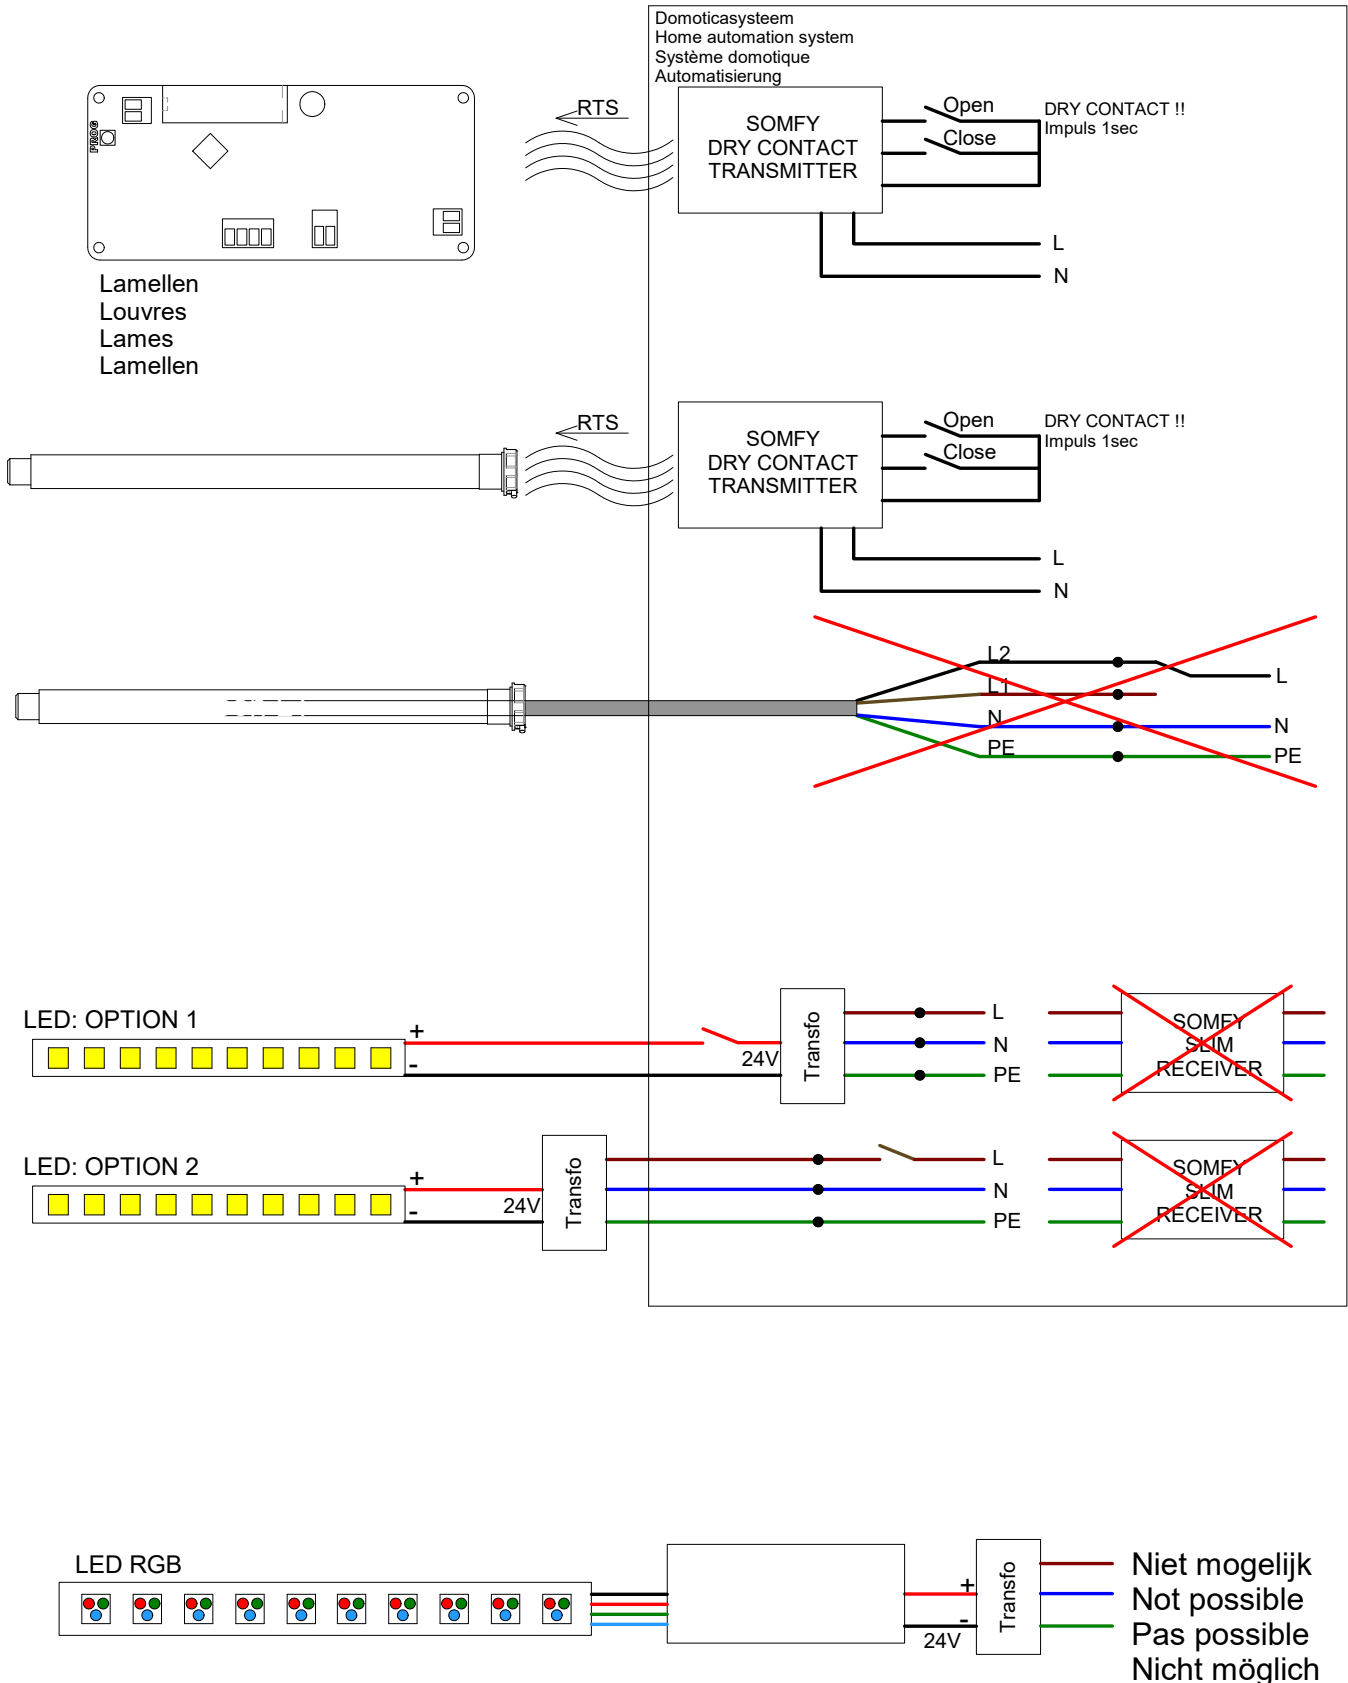 Domoticasysteem
Home automation system
Système domotique
Automatisierung
PROG
RTS
SOMFY
DRY CONTACT
TRANSMITTER
Open
Close
DRY CONTACT !!
Impuls 1sec
L
N
Lamellen
Louvres
Lames
Lamellen
RTS
SOMFY
DRY CONTACT
TRANSMITTER
Open
Close
DRY CONTACT !!
Impuls 1sec
L
N
L2
L1
N
PE
L
N
PE
LED: OPTION 1
+
-
24V
Transfo
L
N
PE
SOMFY
SLIM
RECEIVER
LED: OPTION 2
+
-
24V
Transfo
L
N
PE
SOMFY
SLIM
RECEIVER
LED RGB
+
-
24V
Transfo
Niet mogelijk
Not possible
Pas possible
Nicht möglich